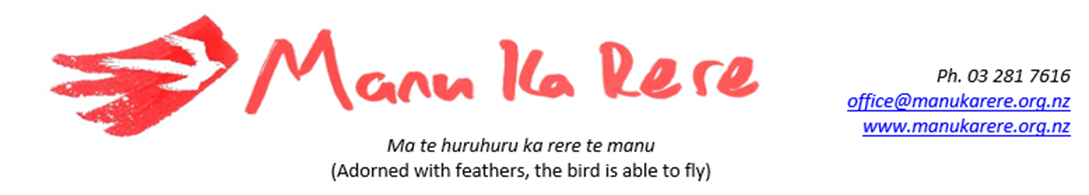 Manu Ka Rere
Ph. 03 281 7616
office@manukarere.org.nz
www.manukarere.org.nz
Ma te huruhuru ka rere te manu
(Adorned with feathers, the bird is able to fly)